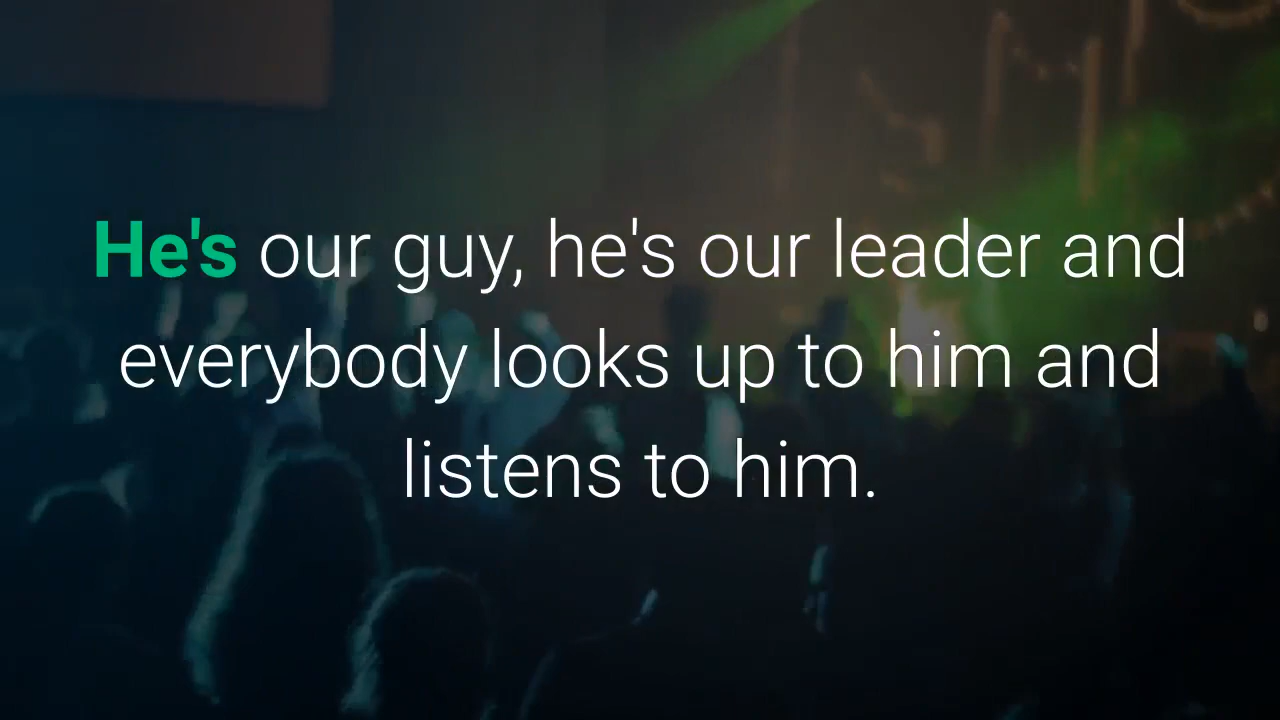 He's our guy, he's our leader and
everybody looks up to him and
listens to him.